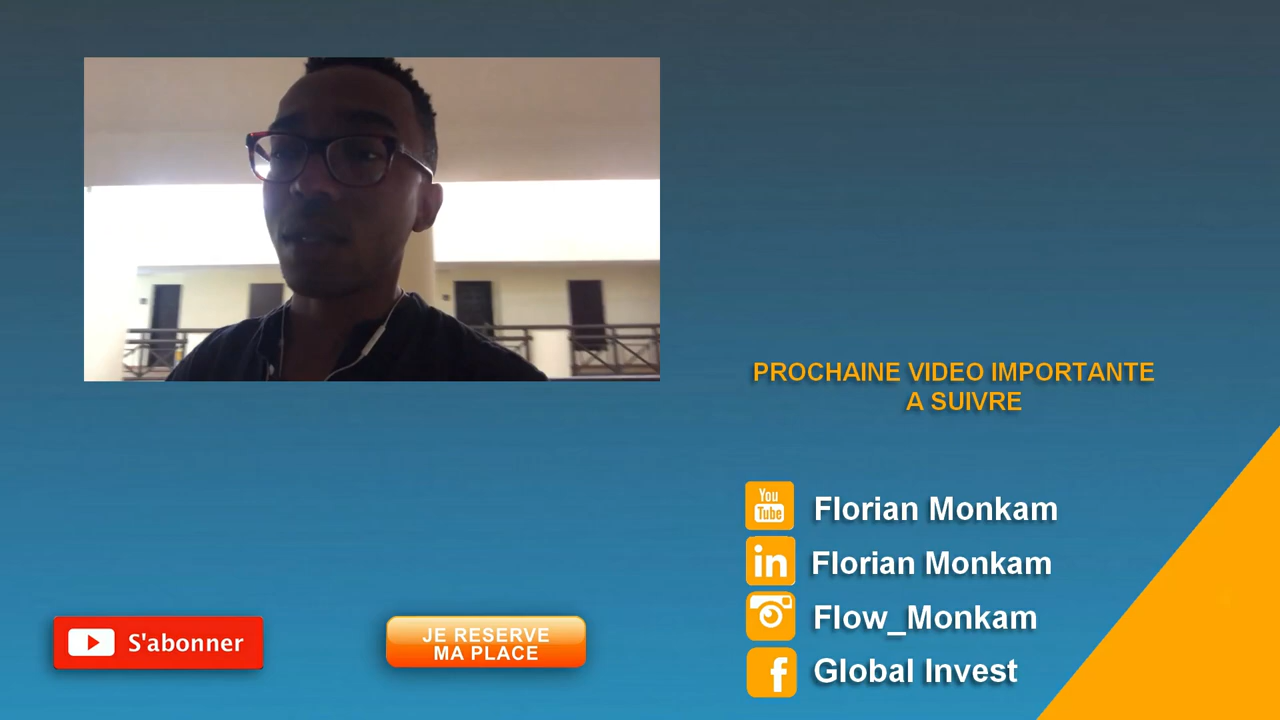 PROCHAINE VIDEO IMPORTANTE
A SUIVRE
You
Tube
Florian Monkam
in
Florian Monkam
Flow_Monkam
f
Global Invest
S'abonner
JE RESERVE
MA PLACE